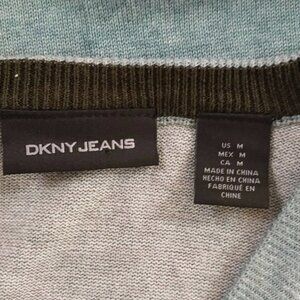 DKNY JEANS
US M
MEX M
CA M
MADE IN CHINA
HECHO EN CHINA
FABRIQUÉ EN
CHINE